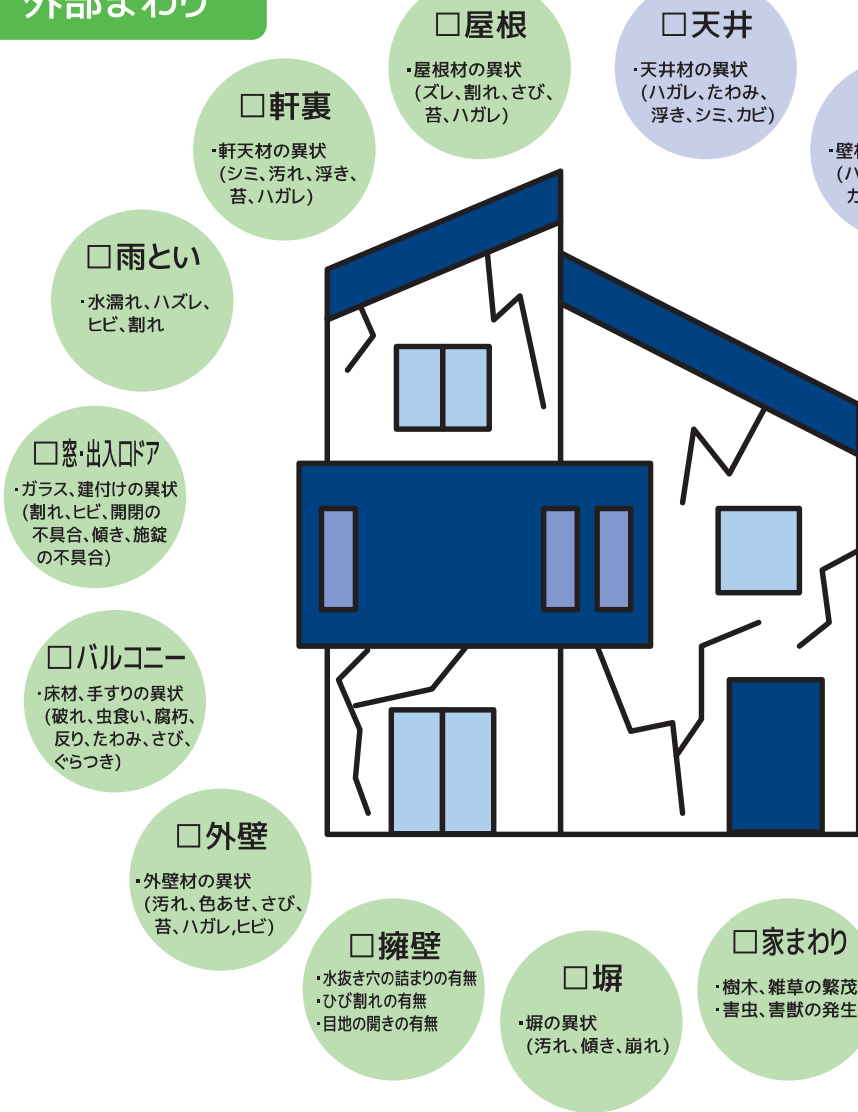 外部まわり
□屋根
・屋根材の異状
(ズレ、割れ、さび、
苔、ハガレ)
□天井
・天井材の異状
(ハガレ、たわみ、
浮き、シミ、カビ)
□軒裏
・軒天材の異状
(シミ、汚れ、浮き、
苔、ハガレ)
□雨とい
・水濡れ、ハズレ、
ヒビ、割れ
□窓・出入口ドア
・ガラス、建付けの異状
(割れ、ヒビ、開閉の
不具合、傾き、施錠
の不具合)
□バルコニー
・床材、手すりの異状
(破れ、虫食い、腐朽、
反り、たわみ、さび、
ぐらつき)
□外壁
・外壁材の異状
(汚れ、色あせ、さび、
苔、ハガレ,ヒビ)
□擁壁
・水抜き穴の詰まりの有無
・ひび割れの有無
・目地の開きの有無
□塀
・塀の異状
(汚れ、傾き、崩れ)
□家まわり
・樹木、雑草の繁茂
・害虫、害獣の発生